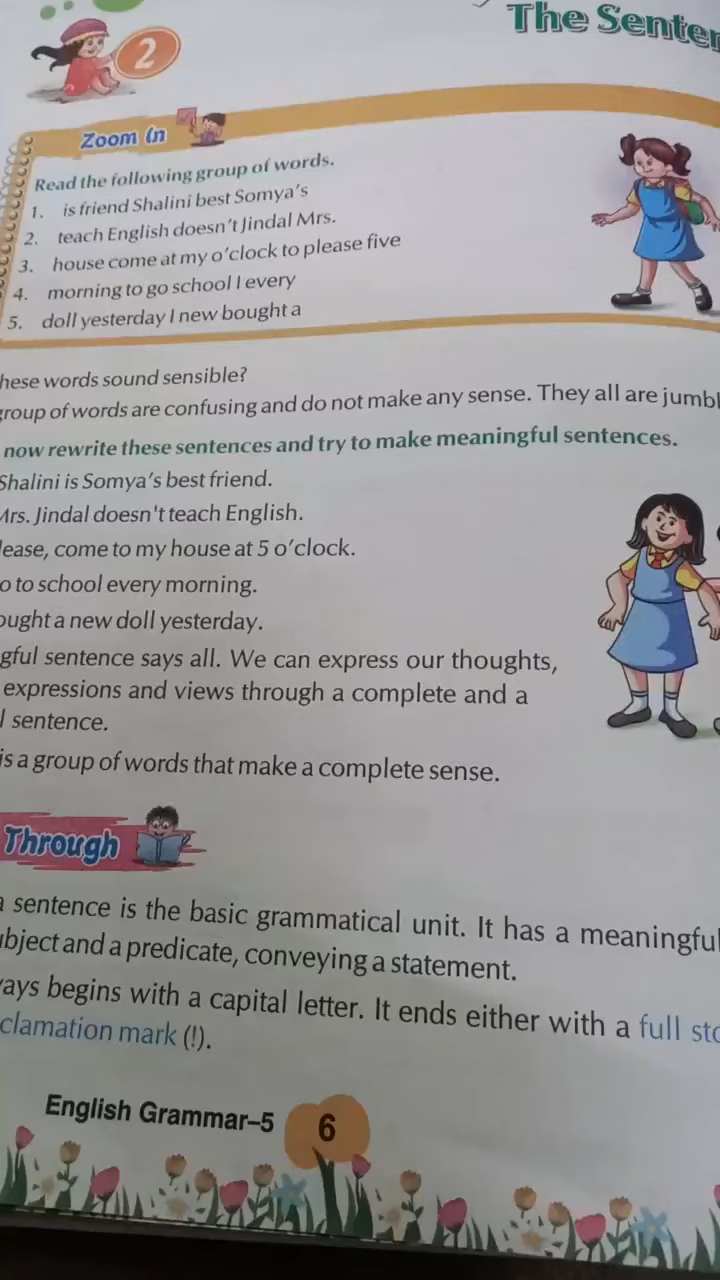 The Senten
2
Zoom In
Read the following group of words.
1. is friend Shalini best Somya's
2. teach English doesn't Jindal Mrs.
3. house come at my o'clock to please five
4. morning to go school I every
5. doll yesterday I new bought a
hese words sound sensible?
group of words are confusing and do not make any sense. They all are jumbl
now rewrite these sentences and try to make meaningful sentences.
Shalini is Somya's best friend.
Mrs. Jindal doesn't teach English.
lease, come to my house at 5 o'clock.
o to school every morning.
ought a new doll yesterday.
gful sentence says all. We can express our thoughts,
expressions and views through a complete and a
l sentence.
is a group of words that make a complete sense.
Through
a sentence is the basic grammatical unit. It has a meaningful
ubject and a predicate, conveying a statement.
ays begins with a capital letter. It ends either with a full sto
clamation mark (!).
English Grammar–5
6